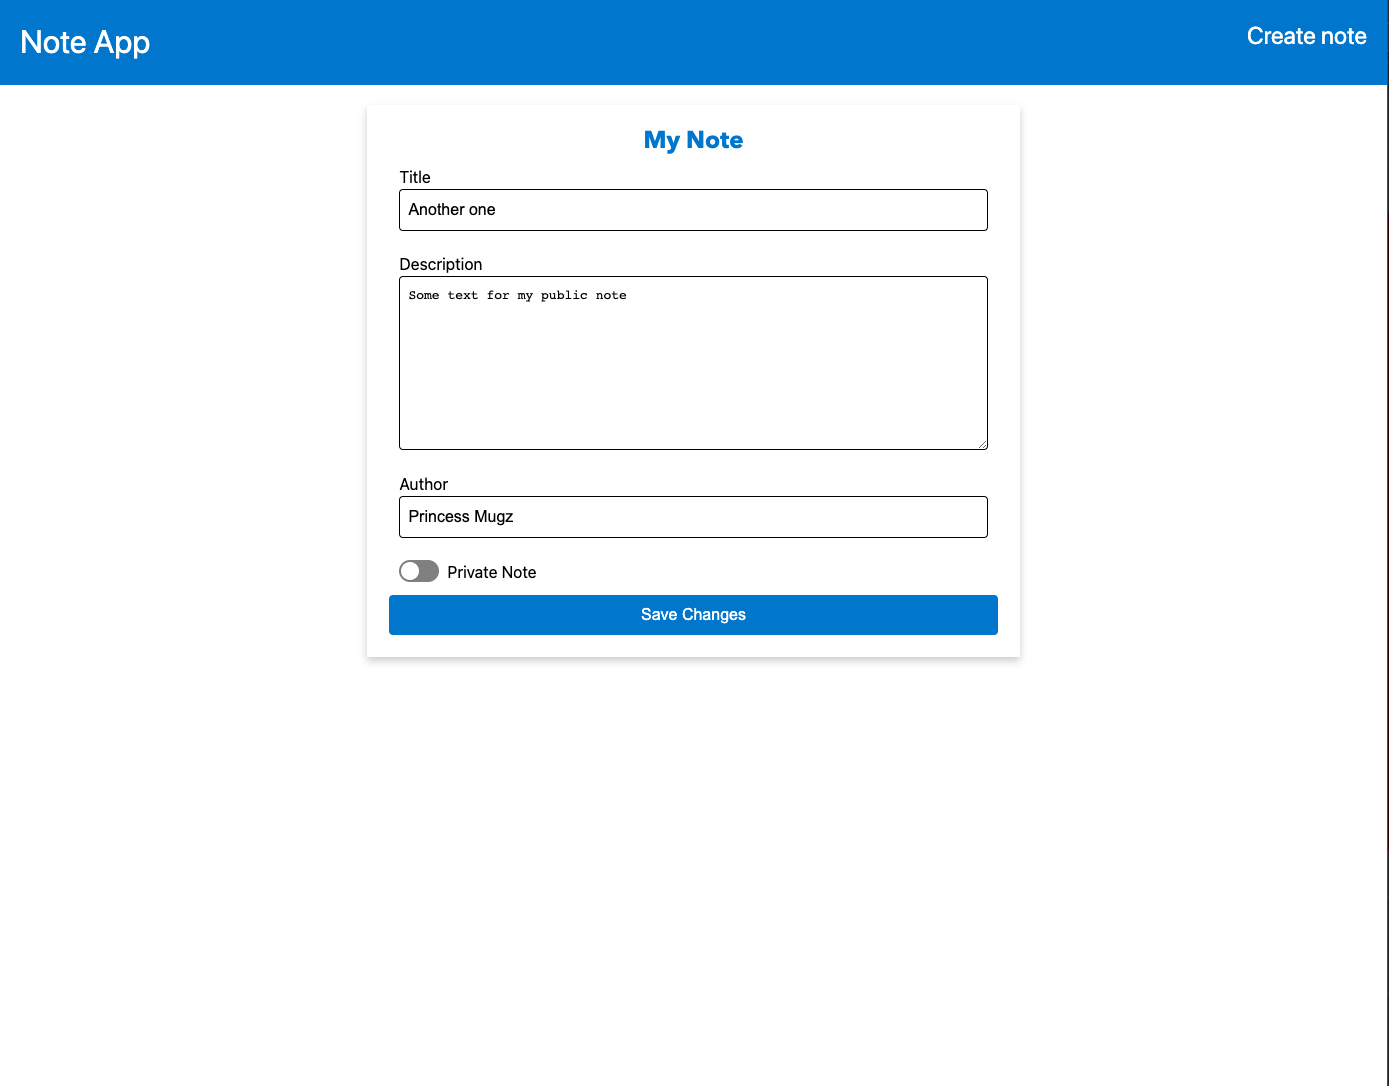 Note App
Create note
My Note
Title
Another one
Description
Some text for my public note
Author
Princess Mugz
Private Note
Save Changes